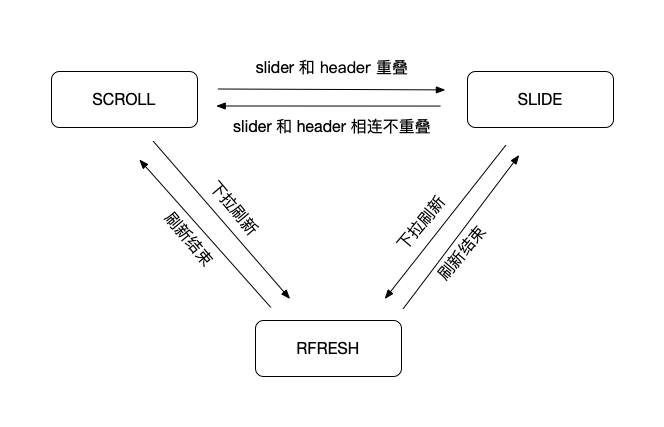 slider 和 header 重叠
SCROLL
SLIDE
slider 和 header 相连不重叠
下拉刷新
刷新结束
下拉刷新
刷新结束
RFRESH